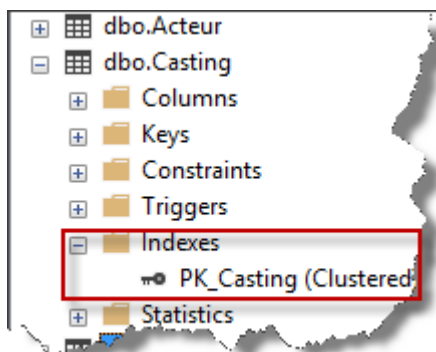 dbo.Acteur
dbo.Casting
Columns
Keys
Constraints
Triggers
Indexes
PK_Casting (Clustered
Statistics